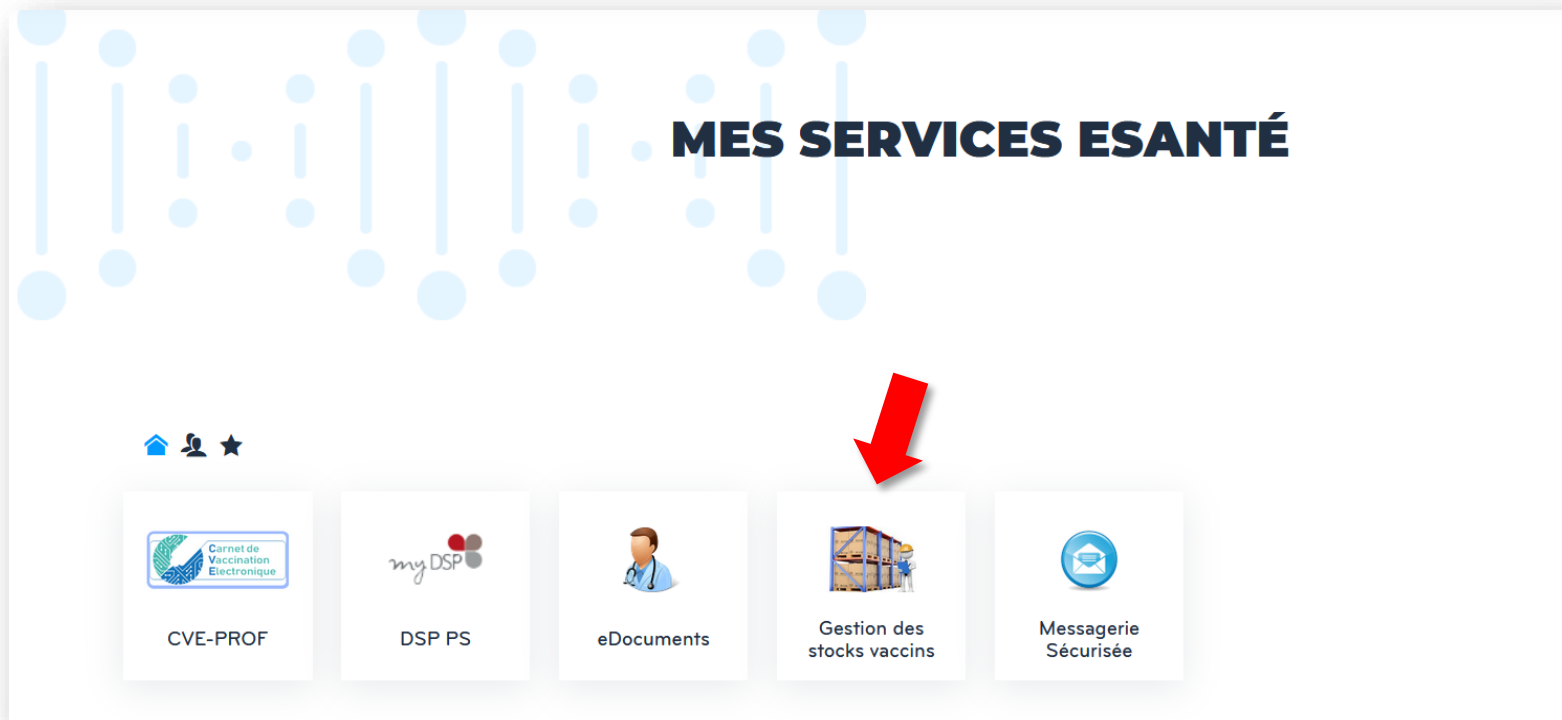 MES SERVICES ESANTÉ
Carnet de
Vaccination
Electronique
CVE-PROF
my DSP
DSP PS
eDocuments
Gestion des
stocks vaccins
Messagerie
Sécurisée